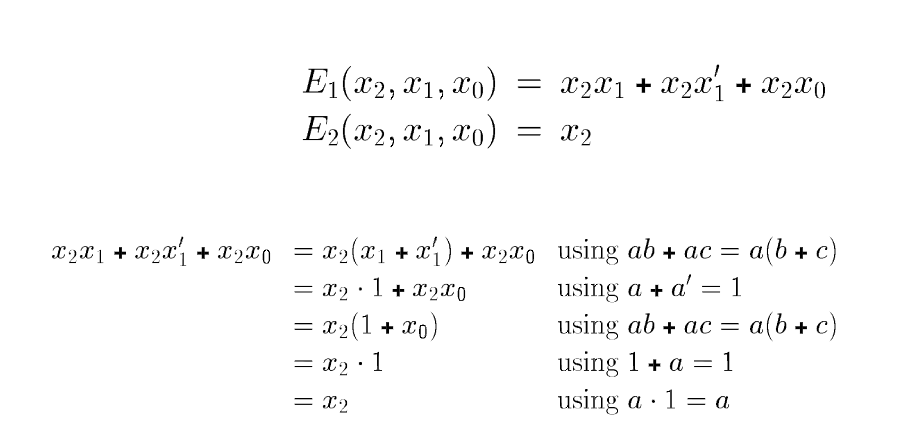 E₁(x₂, x₁, x₀) = x₂x₁ + x₂x₁′ + x₂x₀
E₂(x₂, x₁, x₀) = x₂
x₂x₁ + x₂x₁′ + x₂x₀ = x₂(x₁ + x₁′) + x₂x₀ using ab + ac = a(b + c)
= x₂ · 1 + x₂x₀ using a + a′ = 1
= x₂(1 + x₀) using ab + ac = a(b + c)
= x₂ · 1 using 1 + a = 1
= x₂ using a · 1 = a